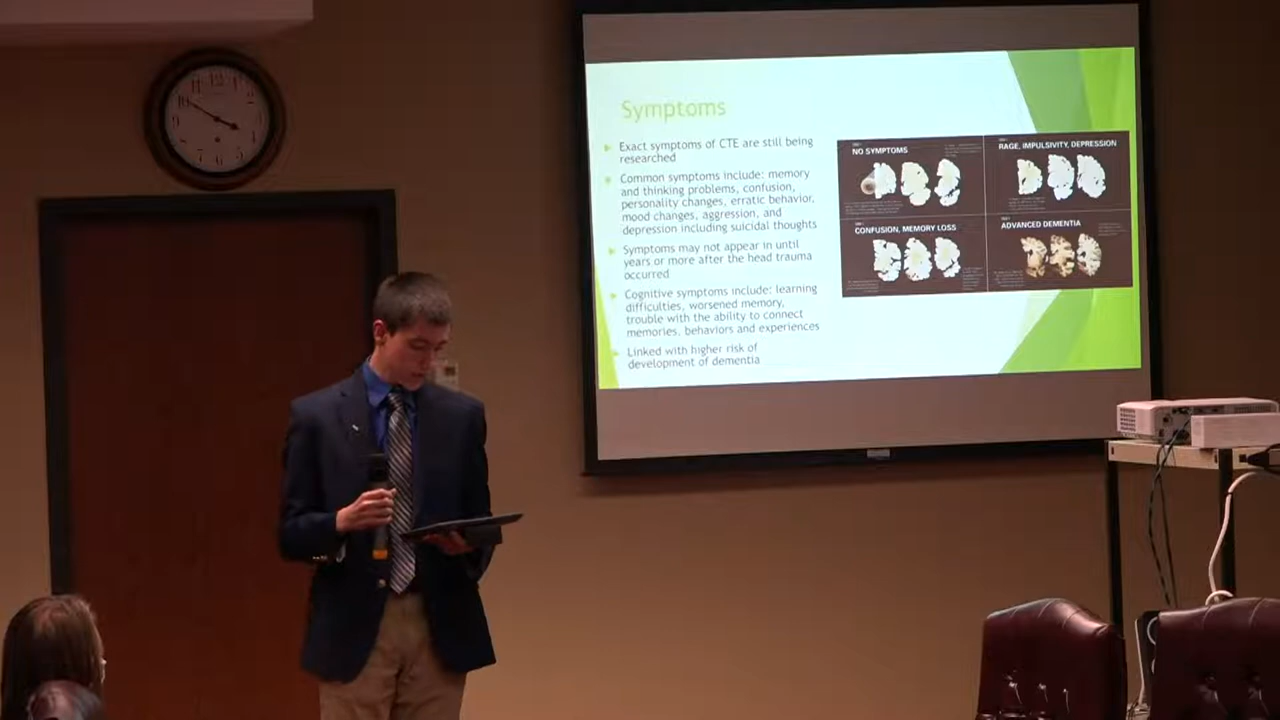 Symptoms
Exact symptoms of CTE are still being
researched
Common symptoms include: memory
and thinking problems, confusion,
personality changes, erratic behavior,
mood changes, aggression, and
depression including suicidal thoughts
Symptoms may not appear in until
years or more after the head trauma
occurred
Cognitive symptoms include: learning
difficulties, worsened memory,
trouble with the ability to connect
memories, behaviors and experiences
Linked with higher risk of
development of dementia
NO SYMPTOMS
RAGE, IMPULSIVITY, DEPRESSION
CONFUSION, MEMORY LOSS
ADVANCED DEMENTIA